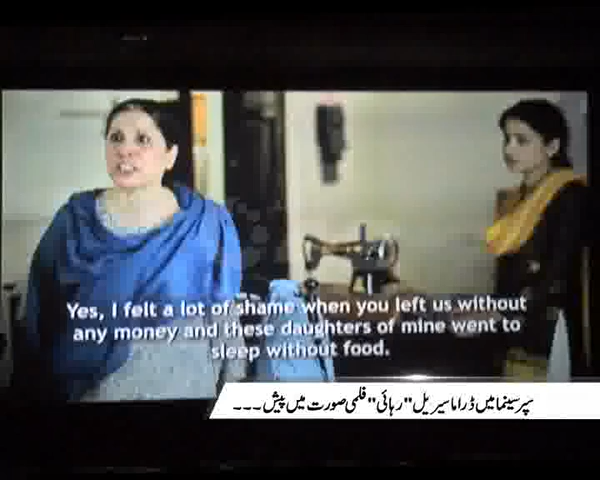 Yes, I felt a lot of shame when you left us without
any money and these daughters of mine went to
sleep without food.
سپر سینما میں ڈراما سیریل "رہائی" فلمی صورت میں پیش ۔۔۔